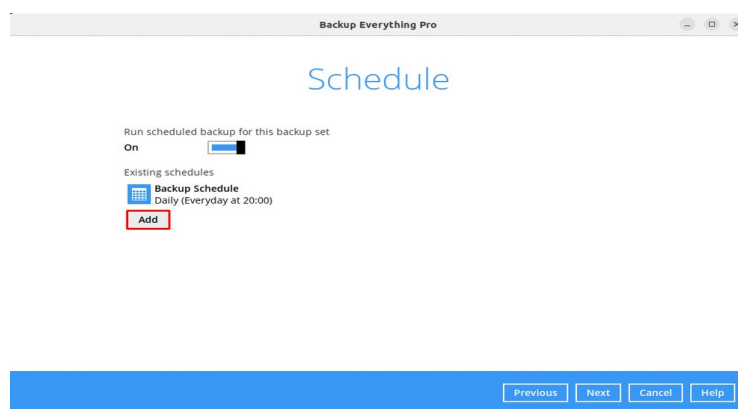 Backup Everything Pro
Schedule
Run scheduled backup for this backup set
On
Existing schedules
Backup Schedule
Daily (Everyday at 20:00)
Add
Previous Next Cancel Help